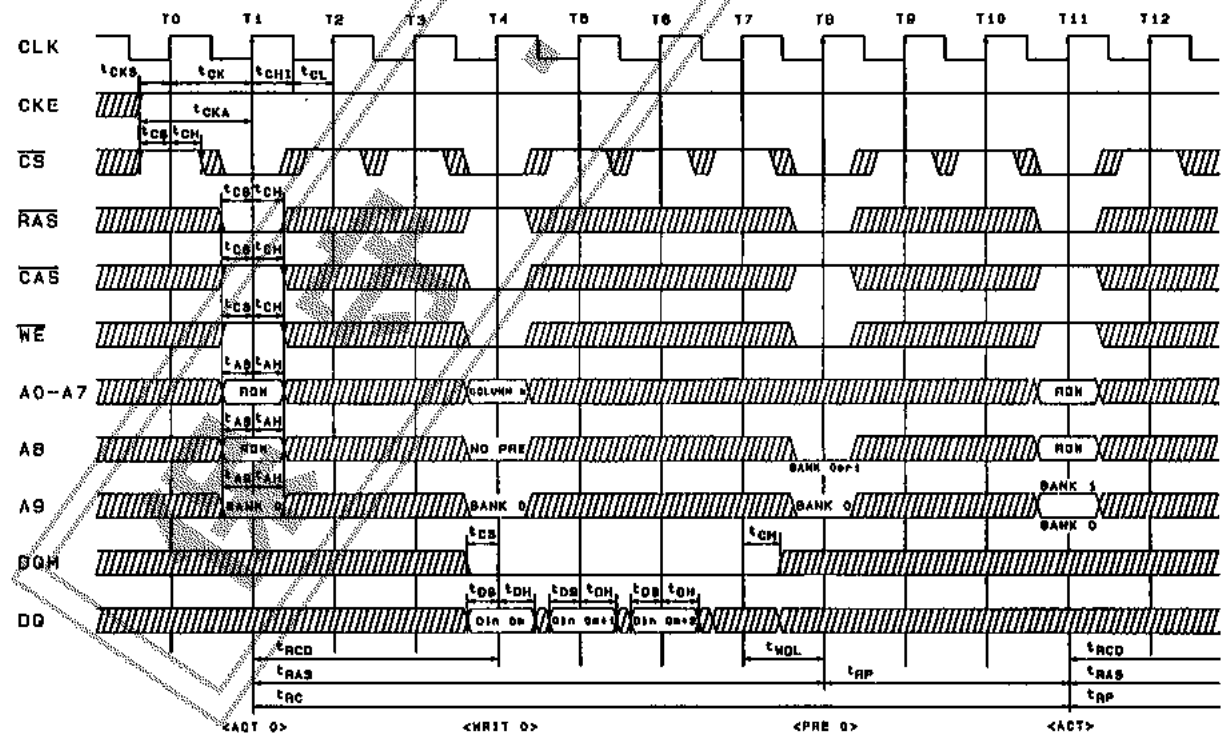 T0 T1 T2 T3 T4 T5 T6 T7 T8 T9 T10 T11 T12
CLK
tCKS tCK tCHI tCL
CKE
tCKA
tCS tCH
CS
tCS tCH
RAS
tCS tCH
CAS
tCS tCH
WE
tAS tAH
A0-A7 ROW COLUMN m ROW
tAS tAH
A8 ROW NO PRE ROW
BANK 0or1
tAS tAH
BANK 1
A9 BANK 0 BANK 0 BANK 0
BANK 0
tCS tCH
DQM
tDS tDH tDS tDH tDS tDH
DQ Din 0m Din 0m+1 Din 0m+2
tRCD tWDL tRCD
tRAS tRP tRAS
tRC tRP
<ACT 0> <WRIT 0> <PRE 0> <ACT>